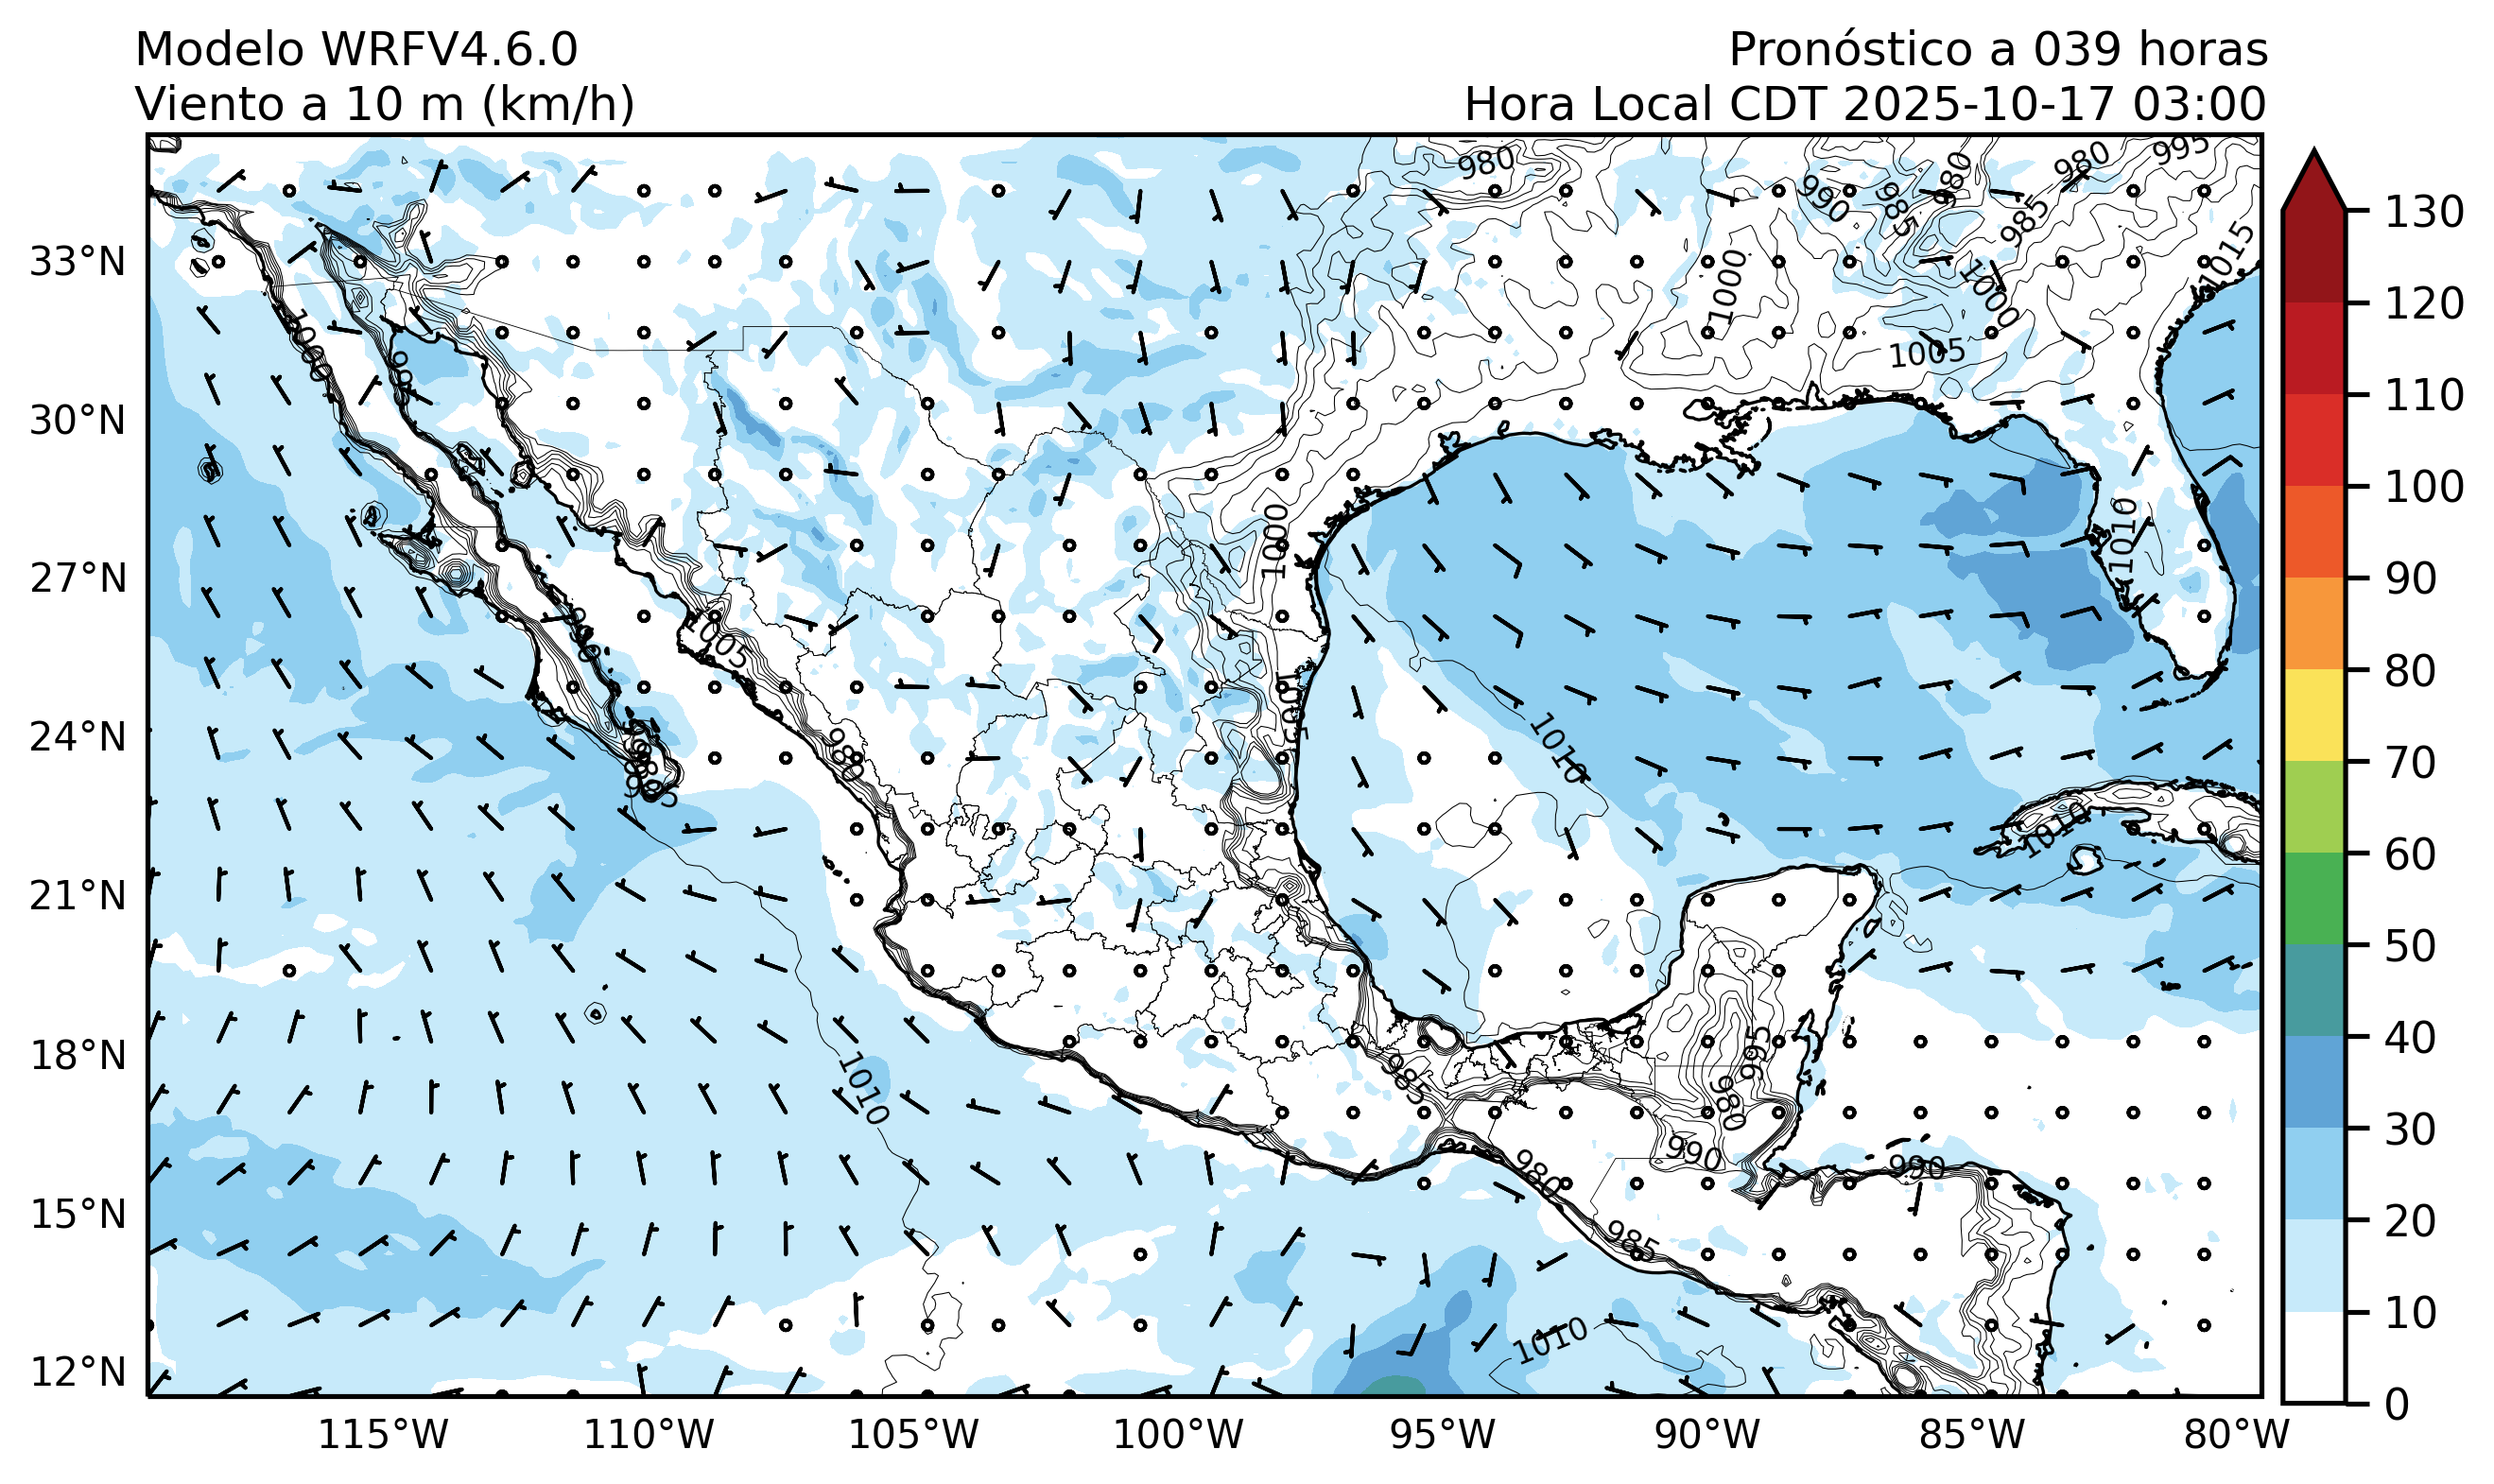 Modelo WRFV4.6.0
Viento a 10 m (km/h)
Pronóstico a 039 horas
Hora Local CDT 2025-10-17 03:00
33°N
30°N
27°N
24°N
21°N
18°N
15°N
12°N
115°W
110°W
105°W
100°W
95°W
90°W
85°W
80°W
130
120
110
100
90
80
70
60
50
40
30
20
10
0
980
990
985
980
985
980
995
1015
1000
1000
1005
1000
1000
1005
1010
1005
1010
980
1010
1010
985
995
980
990
990
980
985
1010